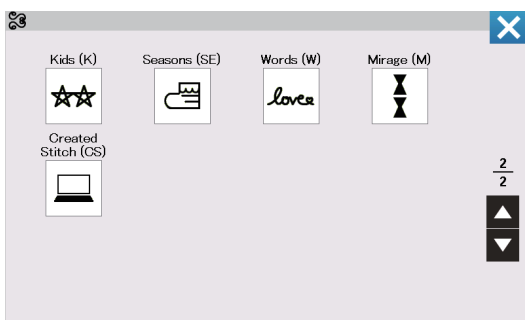 Kids (K)
Seasons (SE)
Words (W)
Mirage (M)
love
Created
Stitch (CS)
2
2